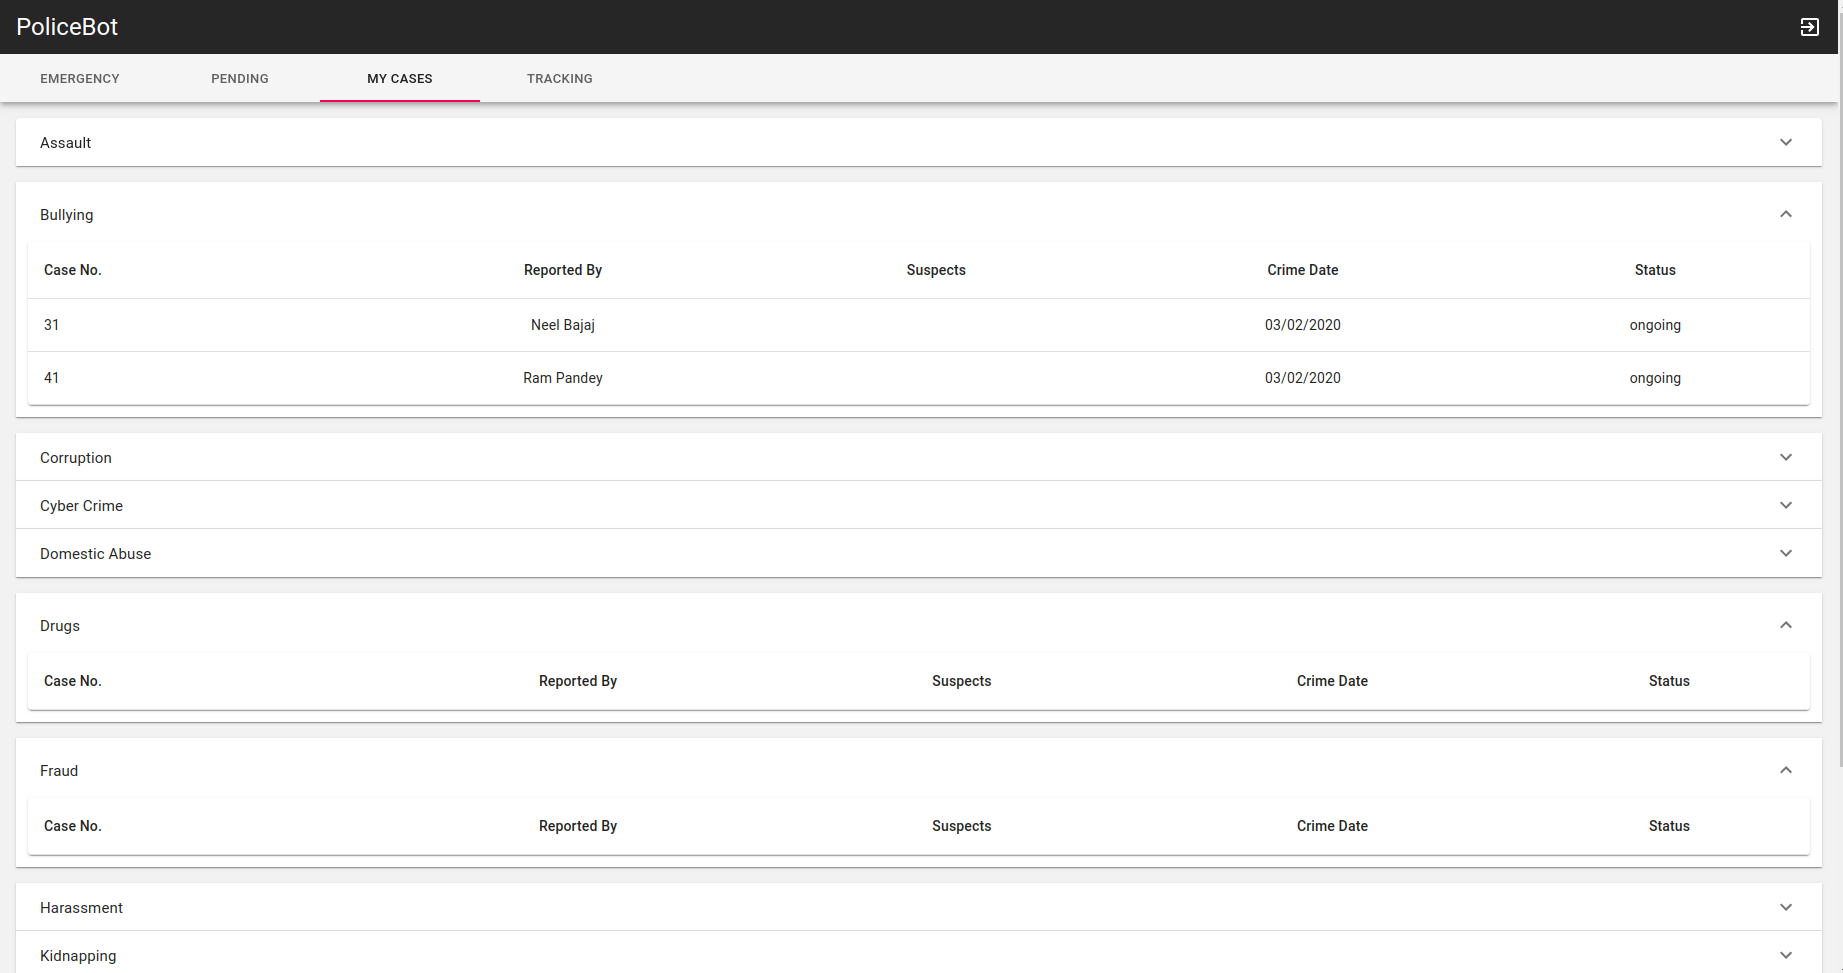 PoliceBot
EMERGENCY PENDING MY CASES TRACKING
Assault
Bullying
Case No. Reported By Suspects Crime Date Status
31 Neel Bajaj 03/02/2020 ongoing
41 Ram Pandey 03/02/2020 ongoing
Corruption
Cyber Crime
Domestic Abuse
Drugs
Case No. Reported By Suspects Crime Date Status
Fraud
Case No. Reported By Suspects Crime Date Status
Harassment
Kidnapping